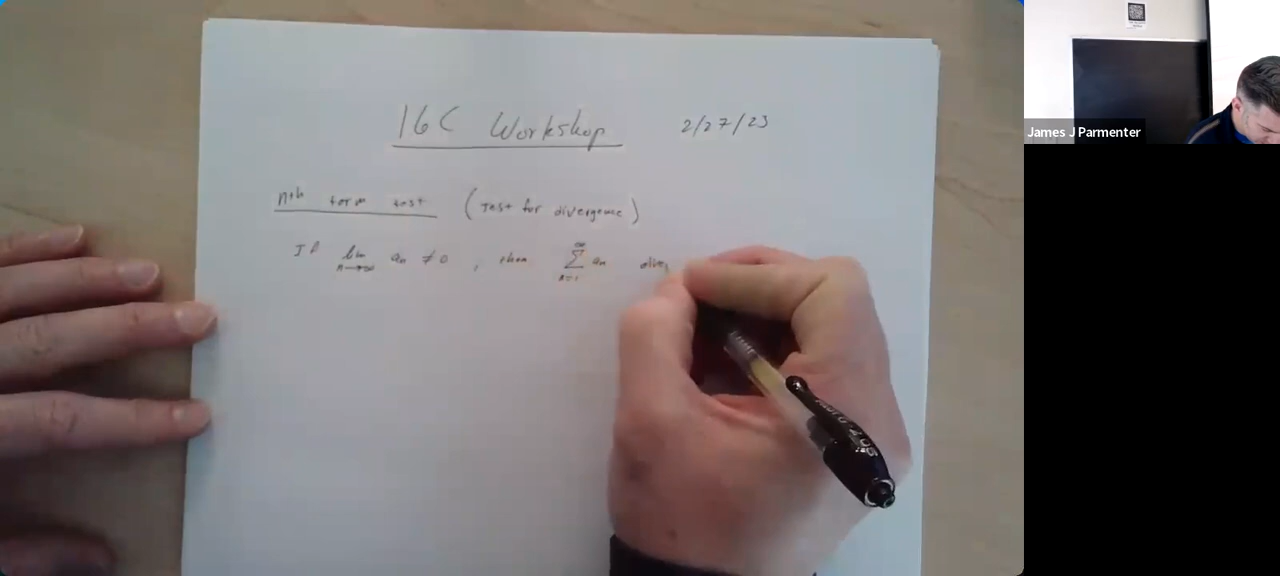 16C Workshop 2/27/23
nth term test (Test for divergence)
If lim n→∞ an ≠ 0, then ∞ ∑ n=1 an
James J Parmenter